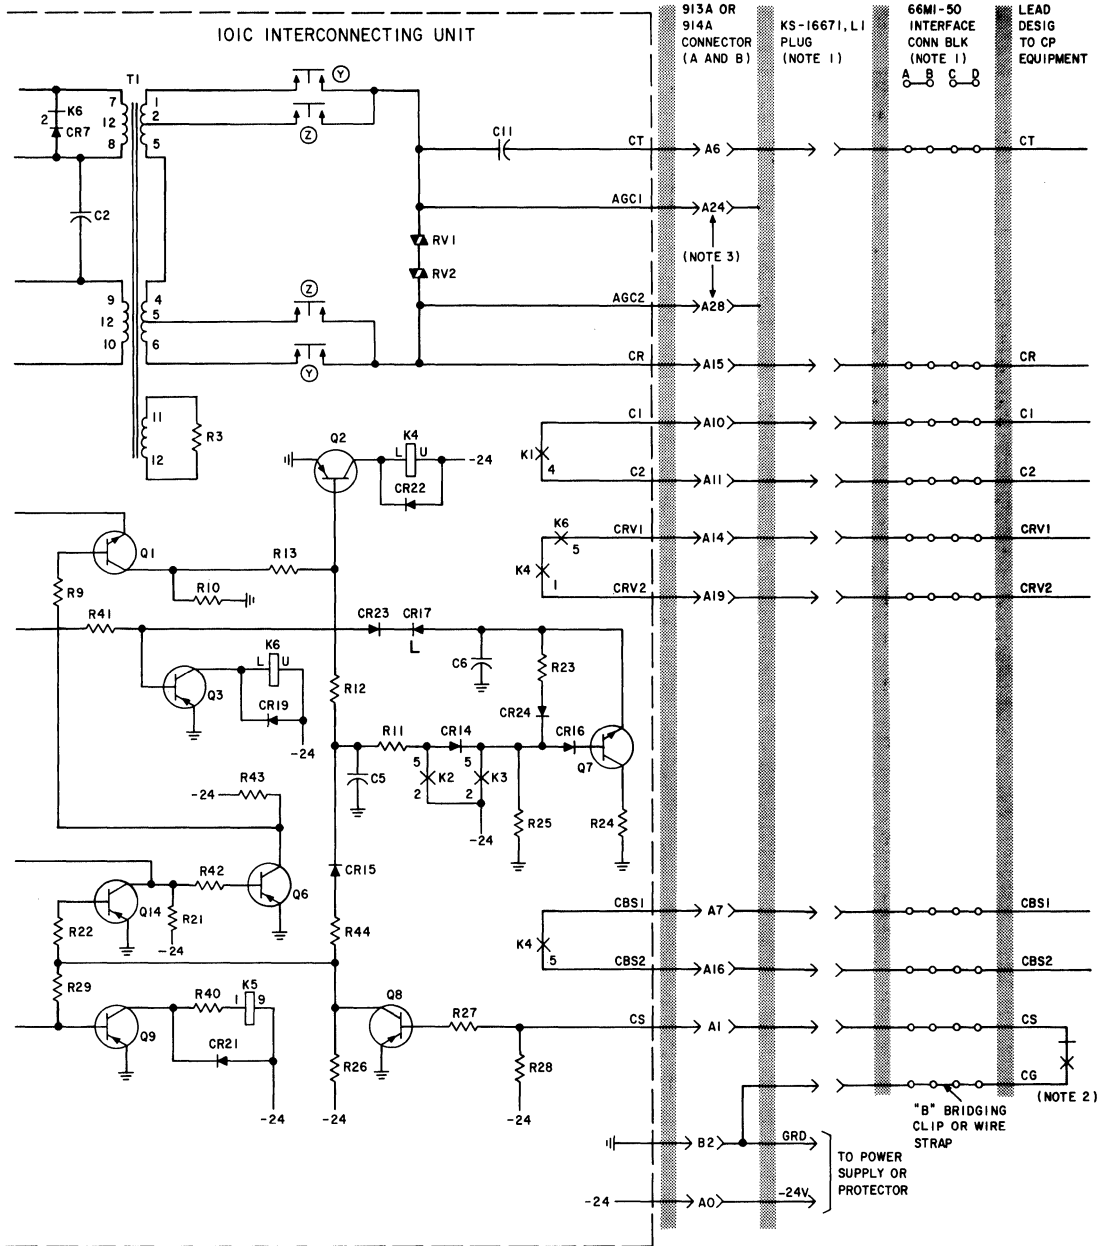 101C INTERCONNECTING UNIT
913A OR
914A
CONNECTOR
(A AND B)
KS-16671, L1
PLUG
(NOTE 1)
66M1-50
INTERFACE
CONN BLK
(NOTE 1)
A B C D
LEAD
DESIG
TO CP
EQUIPMENT
T1
Y
K6
2
CR7
7
12
8
1
2
5
Z
C11
CT
A6
CT
C2
AGC1
A24
RV1
(NOTE 3)
RV2
Z
AGC2
A28
9
12
10
4
5
6
Y
CR
A15
CR
11
12
R3
C1
A10
C1
Q2
K4
L U
-24
CR22
K1
4
C2
A11
C2
K6
5
CRV1
A14
CRV1
Q1
R13
K4
1
R9
R10
CRV2
A19
CRV2
R41
CR23
CR17
L
K6
L U
C6
R23
Q3
R12
CR19
CR24
-24
R11
CR14
CR16
Q7
5
K2
2
5
K3
2
C5
-24
R43
-24
R25
R24
CR15
R42
Q6
Q14
R21
-24
R22
R44
CBS1
A7
CBS1
K4
5
CBS2
A16
CBS2
R29
R40
K5
1 9
Q8
R27
CS
A1
CS
Q9
CR21
R26
R28
CG
(NOTE 2)
-24
-24
-24
"B" BRIDGING
CLIP OR WIRE
STRAP
B2
GRD
TO POWER
SUPPLY OR
PROTECTOR
-24
A0
-24V